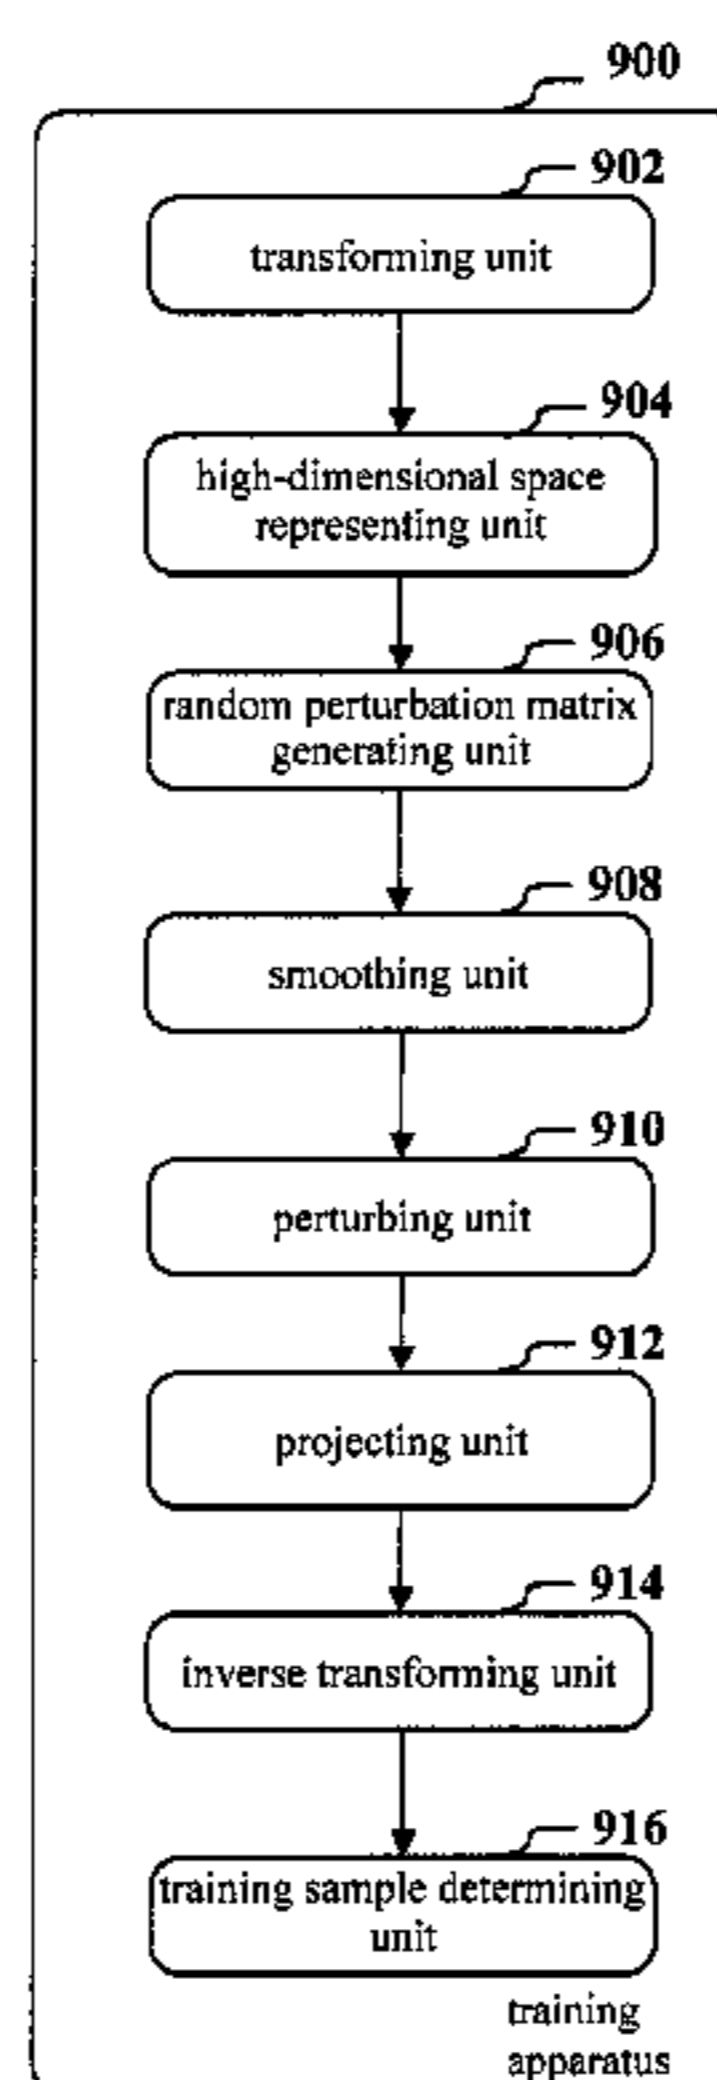 900
902
transforming unit
904
high-dimensional space
representing unit
906
random perturbation matrix
generating unit
908
smoothing unit
910
perturbing unit
912
projecting unit
914
inverse transforming unit
916
training sample determining
unit
training
apparatus